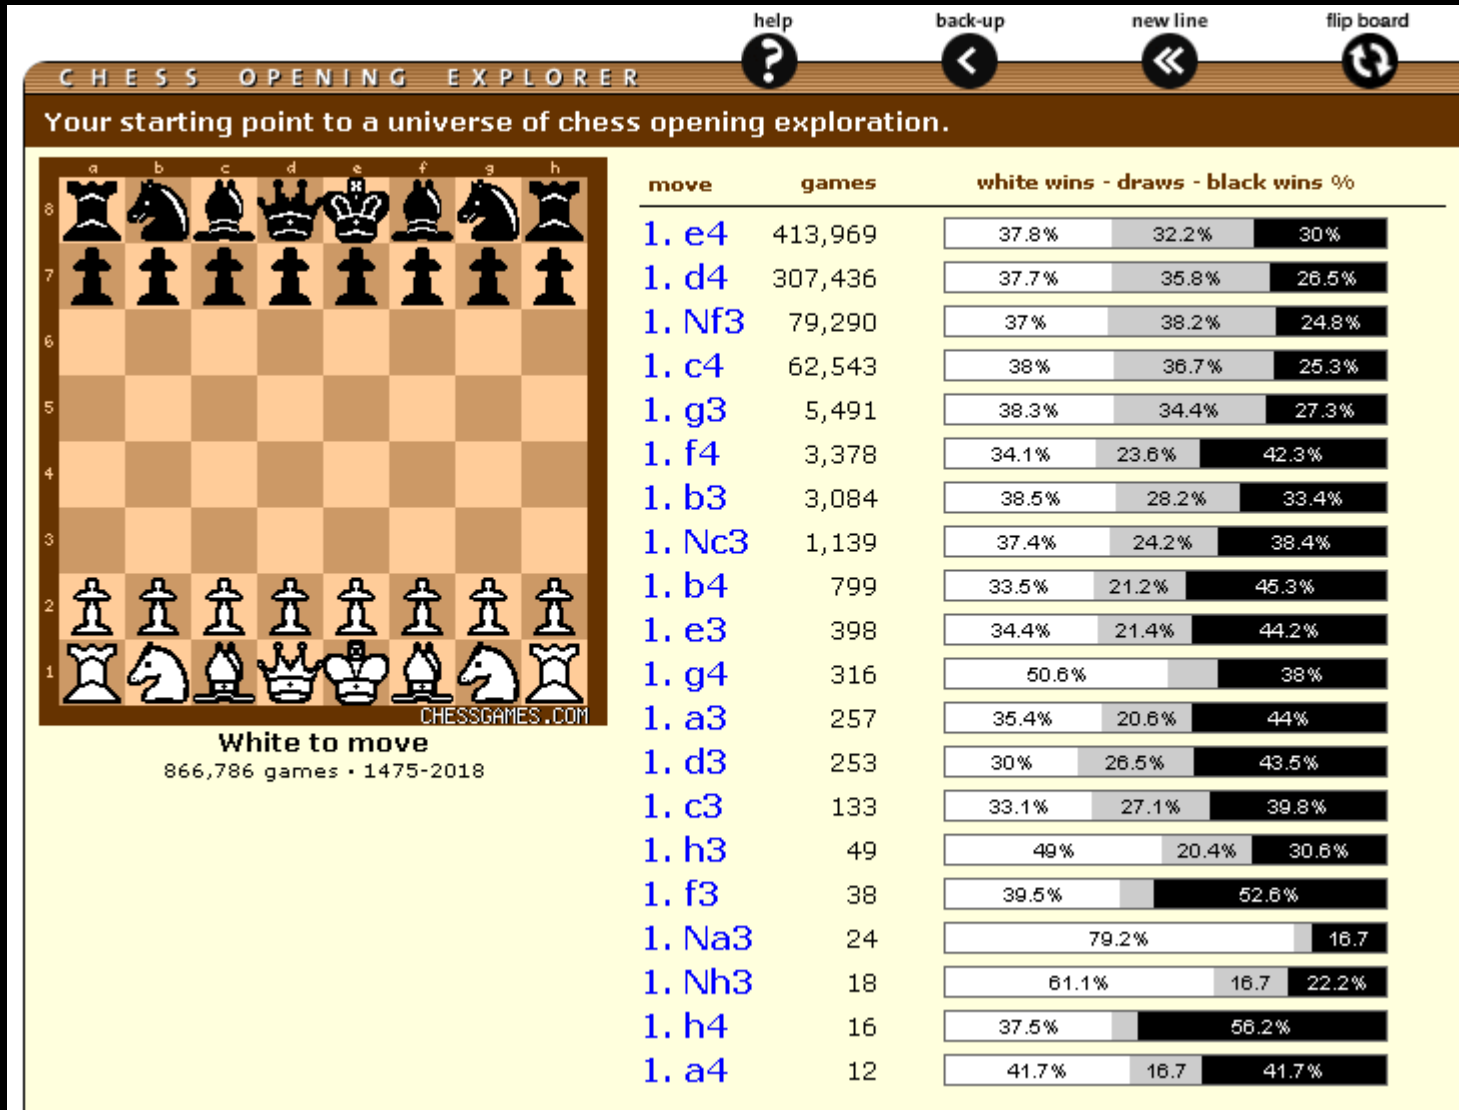 help back-up new line flip board
CHESS OPENING EXPLORER
Your starting point to a universe of chess opening exploration.
a b c d e f g h
8
7
6
5
4
3
2
1
CHESSGAMES.COM
White to move
866,786 games • 1475-2018
move games white wins - draws - black wins %
1. e4 413,969 37.8% 32.2% 30%
1. d4 307,436 37.7% 35.8% 26.5%
1. Nf3 79,290 37% 38.2% 24.8%
1. c4 62,543 38% 36.7% 25.3%
1. g3 5,491 38.3% 34.4% 27.3%
1. f4 3,378 34.1% 23.6% 42.3%
1. b3 3,084 38.5% 28.2% 33.4%
1. Nc3 1,139 37.4% 24.2% 38.4%
1. b4 799 33.5% 21.2% 45.3%
1. e3 398 34.4% 21.4% 44.2%
1. g4 316 50.6% 38%
1. a3 257 35.4% 20.6% 44%
1. d3 253 30% 26.5% 43.5%
1. c3 133 33.1% 27.1% 39.8%
1. h3 49 49% 20.4% 30.6%
1. f3 38 39.5% 52.6%
1. Na3 24 79.2% 16.7
1. Nh3 18 61.1% 16.7 22.2%
1. h4 16 37.5% 56.2%
1. a4 12 41.7% 16.7 41.7%